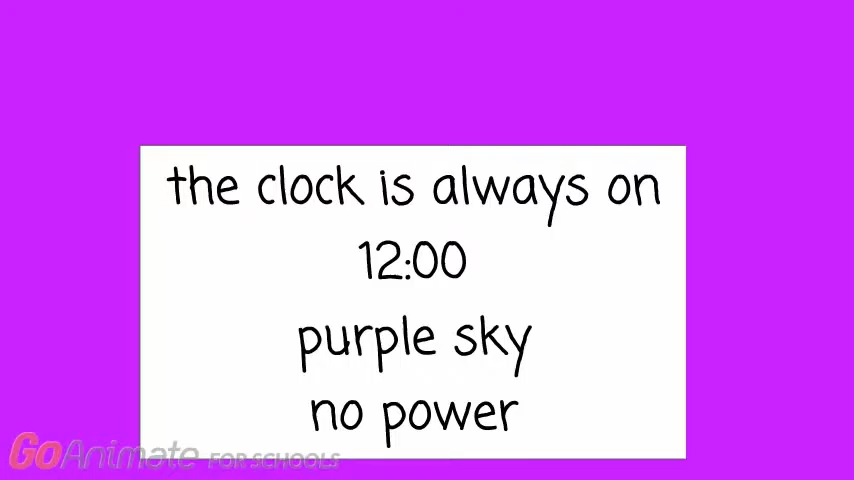 the clock is always on
12:00
purple sky
no power
GoAnimate FOR SCHOOLS